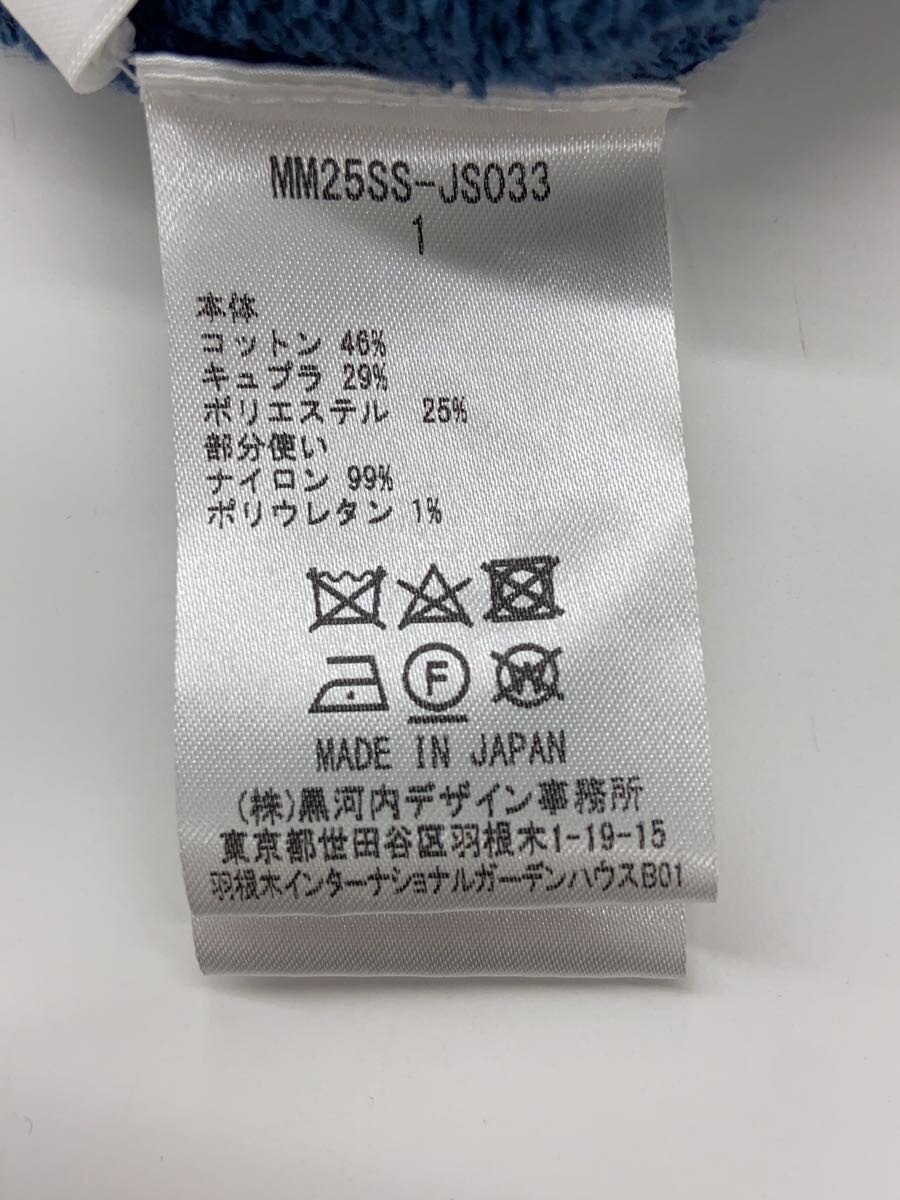 MM25SS-JS033
1
本体
コットン 46%
キュプラ 29%
ポリエステル 25%
部分使い
ナイロン 99%
ポリウレタン 1%
F
W
MADE IN JAPAN
(株)黒河内デザイン事務所
東京都世田谷区羽根木1-19-15
羽根木インターナショナルガーデンハウスB01